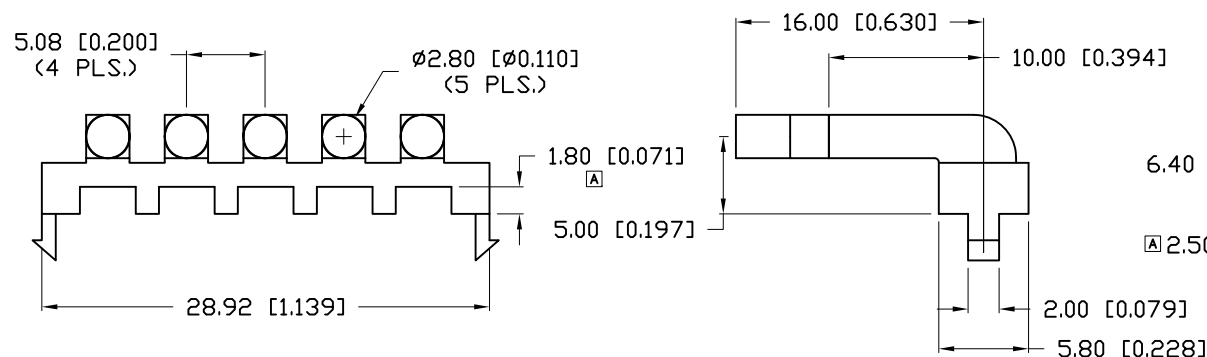 16.00 [0.630]
5.08 [0.200]
(4 PLS.)
ø2.80 [ø0.110]
(5 PLS.)
10.00 [0.394]
1.80 [0.071]
A
6.40
5.00 [0.197]
A 2.50
28.92 [1.139]
2.00 [0.079]
5.80 [0.228]